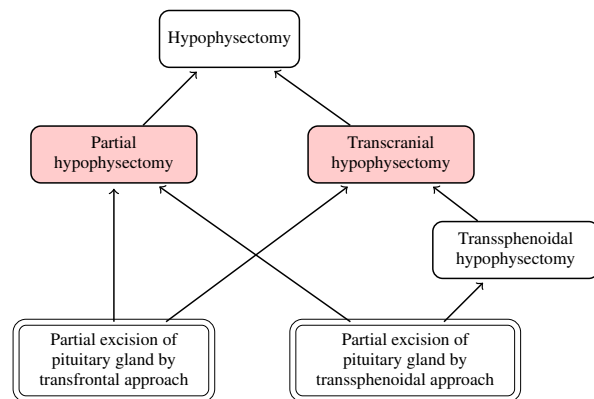 Hypophysectomy
Partial
hypophysectomy
Transcranial
hypophysectomy
Transsphenoidal
hypophysectomy
Partial excision of
pituitary gland by
transfrontal approach
Partial excision of
pituitary gland by
transsphenoidal approach